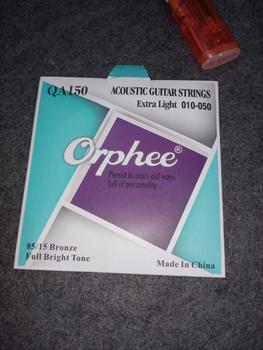 QA150
ACOUSTIC GUITAR STRINGS
Extra Light 010-050
Orphee®
Persist in one's old ways
full of personality
85/15 Bronze
Full Bright Tone
Made In China